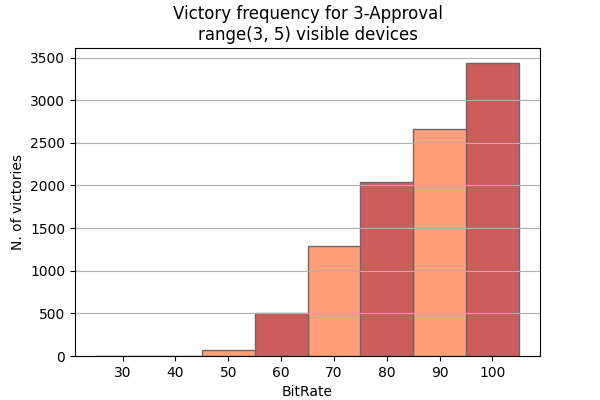 Victory frequency for 3-Approval
range(3, 5) visible devices
3500
3000
2500
2000
1500
1000
500
0
N. of victories
30 40 50 60 70 80 90 100
BitRate